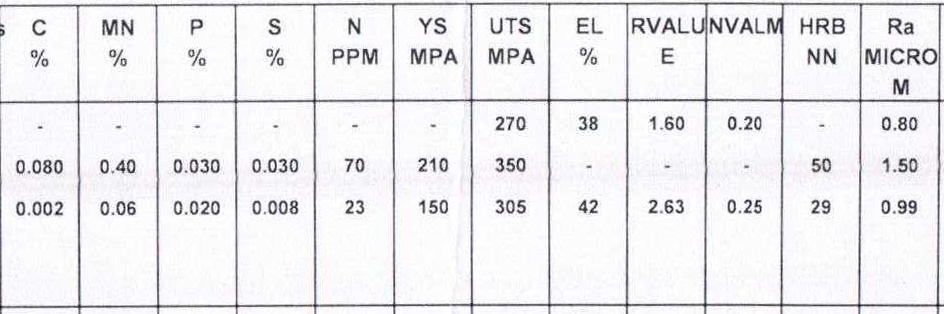 s C MN P S N YS UTS EL RVALU NVALM HRB Ra
% % % % PPM MPA MPA % E NN MICRO
M
- - - - - - 270 38 1.60 0.20 - 0.80
0.080 0.40 0.030 0.030 70 210 350 - - - 50 1.50
0.002 0.06 0.020 0.008 23 150 305 42 2.63 0.25 29 0.99